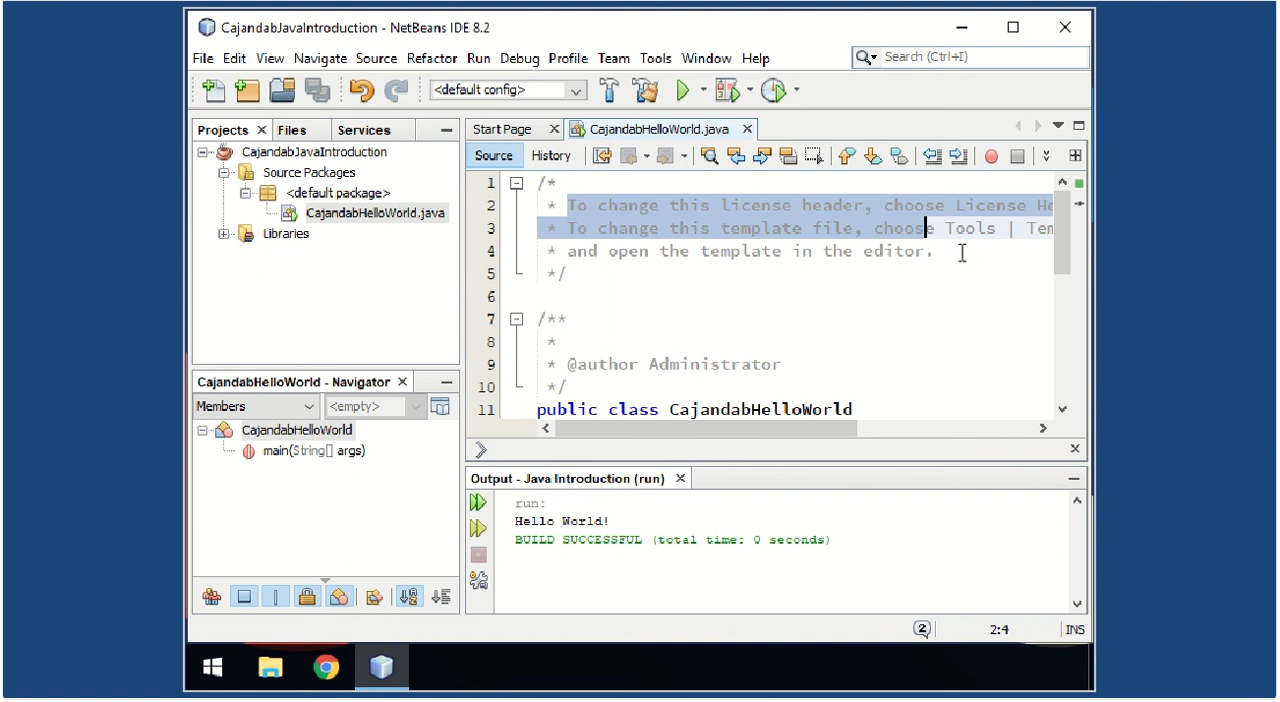 CajandabJavaIntroduction - NetBeans IDE 8.2
File Edit View Navigate Source Refactor Run Debug Profile Team Tools Window Help
Search (Ctrl+I)
<default config>
Projects Files Services
CajandabJavaIntroduction
Source Packages
<default package>
CajandabHelloWorld.java
Libraries
CajandabHelloWorld - Navigator
Members <empty>
CajandabHelloWorld
main(String[] args)
Start Page CajandabHelloWorld.java
Source History
1 /*
2 * To change this license header, choose License He
3 * To change this template file, choose Tools | Tem
4 * and open the template in the editor.
5 */
6
7 /**
8 *
9 * @author Administrator
10 */
11 public class CajandabHelloWorld
Output - Java Introduction (run)
run:
Hello World!
BUILD SUCCESSFUL (total time: 0 seconds)
2 2:4 INS